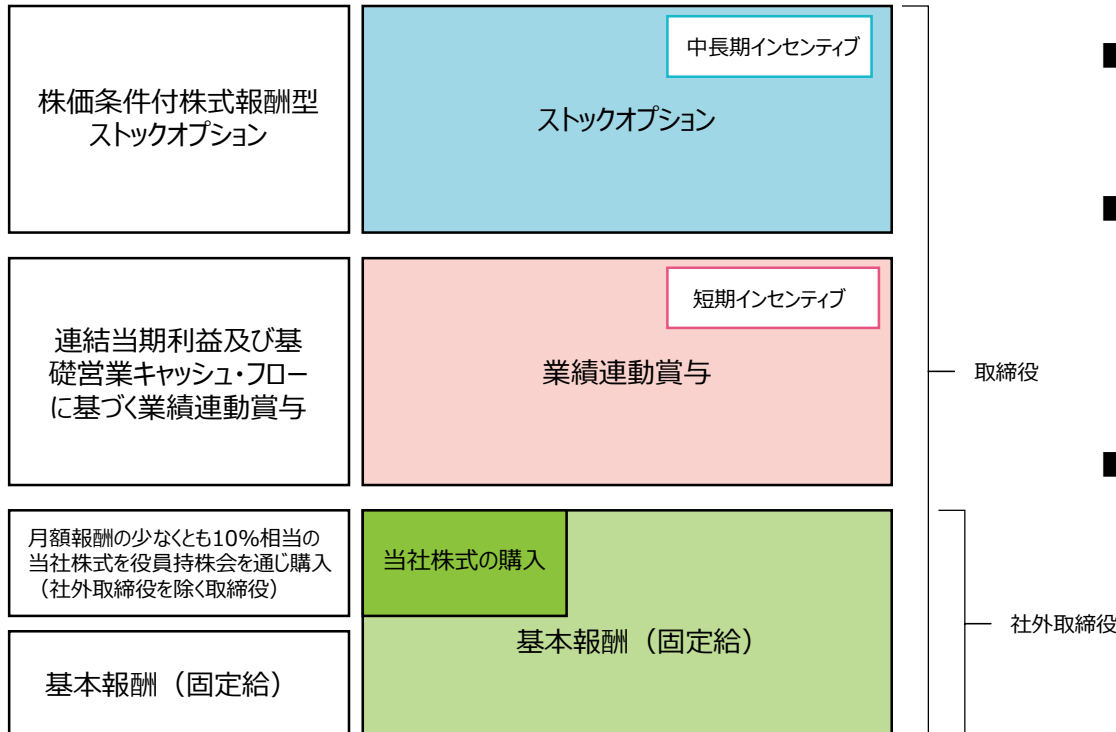 株価条件付株式報酬型
ストックオプション
中長期インセンティブ
ストックオプション
連結当期利益及び基
礎営業キャッシュ・フロー
に基づく業績連動賞与
短期インセンティブ
業績連動賞与
取締役
月額報酬の少なくとも10%相当の
当社株式を役員持株会を通じ購入
（社外取締役を除く取締役）
当社株式の購入
基本報酬（固定給）
基本報酬（固定給）
社外取締役